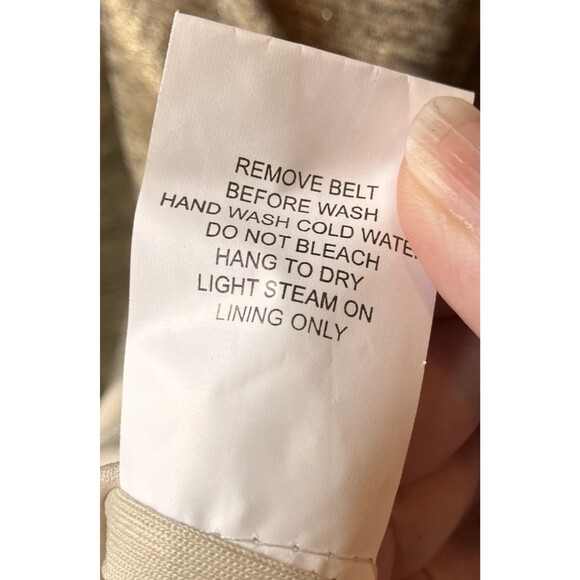 REMOVE BELT
BEFORE WASH
HAND WASH COLD WATE
DO NOT BLEACH
HANG TO DRY
LIGHT STEAM ON
LINING ONLY